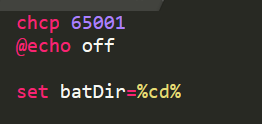 chcp 65001
@echo off
set batDir=%cd%